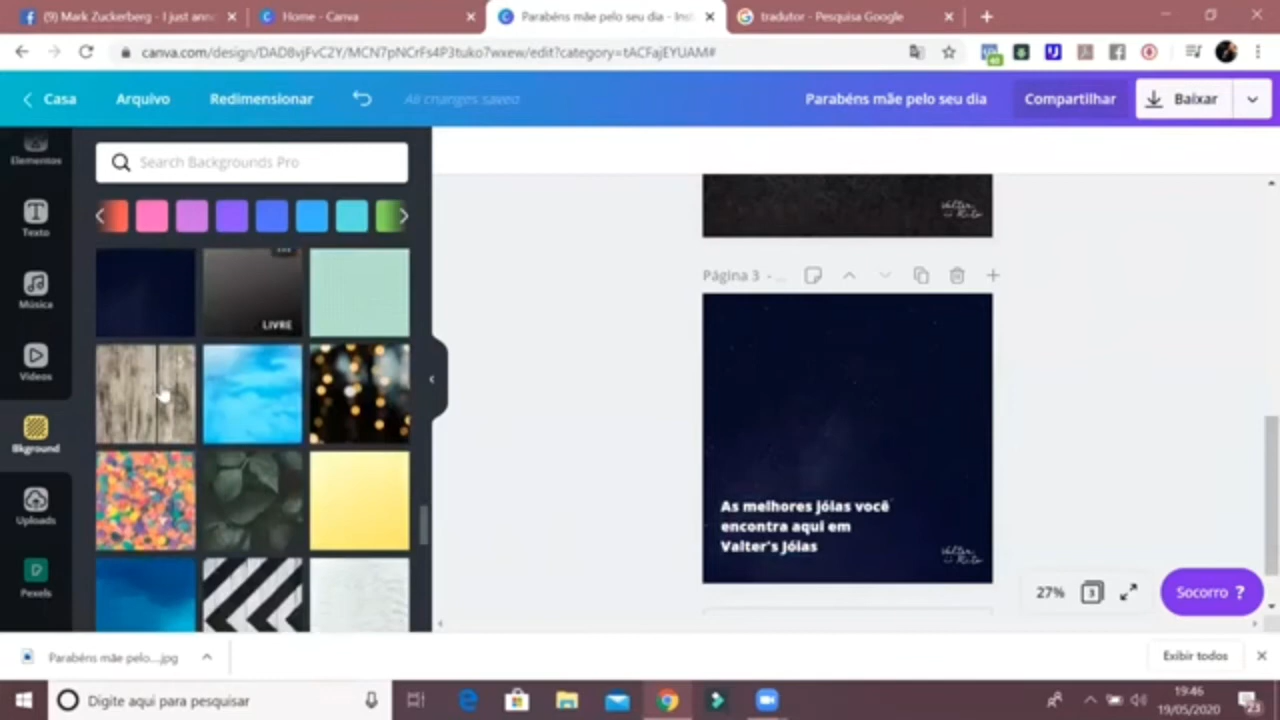 (9) Mark Zuckerberg - I just ann
Home - Canva
Parabéns mãe pelo seu dia - Inst
tradutor - Pesquisa Google
canva.com/design/DAD8vjFvC2Y/MCN7pNCrFs4P3tuko7wxew/edit?category=tACFajEYUAM#
Casa
Arquivo
Redimensionar
All changes saved
Parabéns mãe pelo seu dia
Compartilhar
Baixar
Elementos
Search Backgrounds Pro
Texto
Música
Vídeos
Bkground
Uploads
Pexels
LIVRE
Página 3 - ...
As melhores jóias você
encontra aqui em
Valter's Jóias
27%
3
Socorro ?
Parabéns mãe pelo....jpg
Exibir todos
Digite aqui para pesquisar
19:46
19/05/2020
23